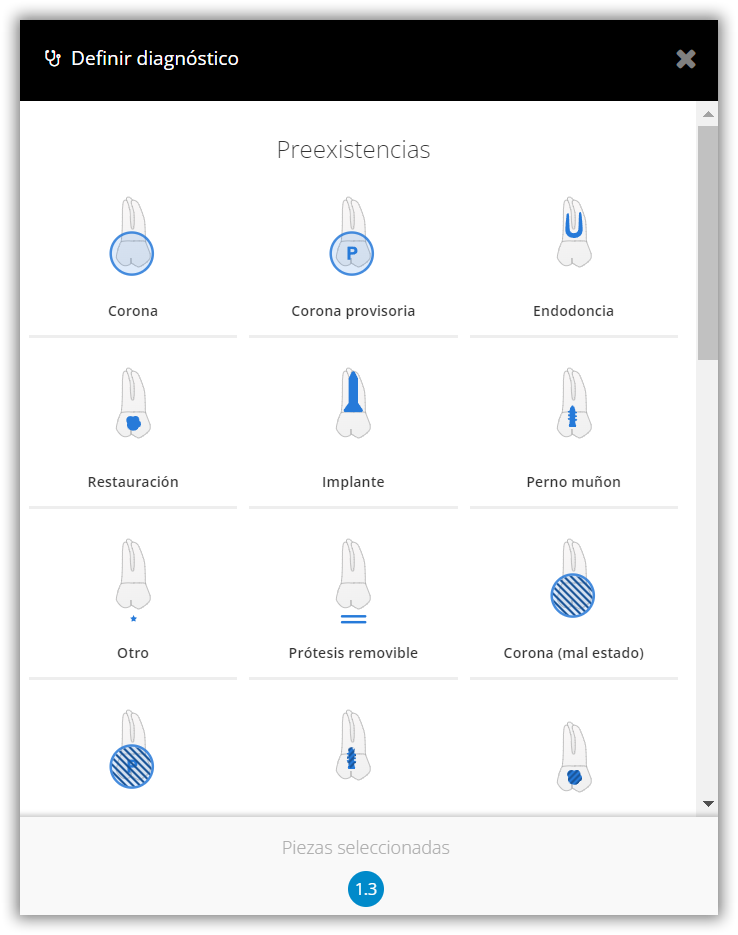 Definir diagnóstico
Preexistencias
P
Corona
Corona provisoria
Endodoncia
Restauración
Implante
Perno muñon
Otro
Prótesis removible
Corona (mal estado)
P
Piezas seleccionadas
1.3